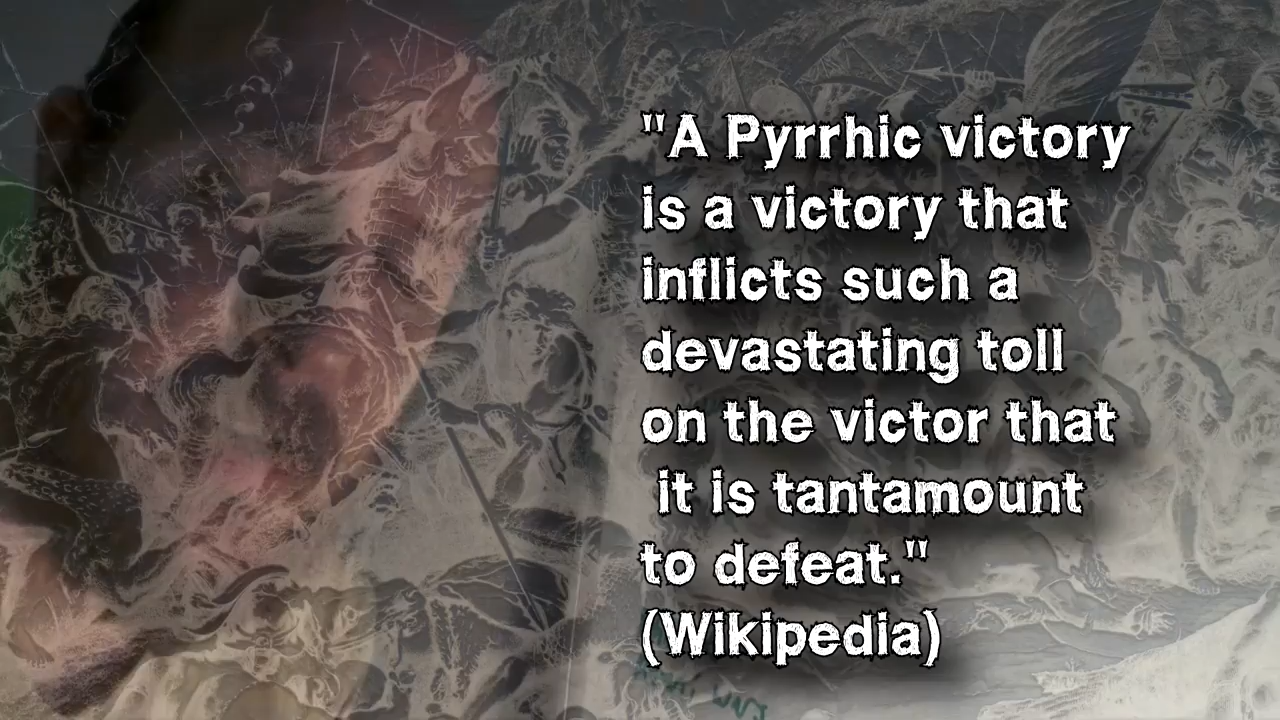 "A Pyrrhic victory
is a victory that
inflicts such a
devastating toll
on the victor that
it is tantamount
to defeat."
(Wikipedia)